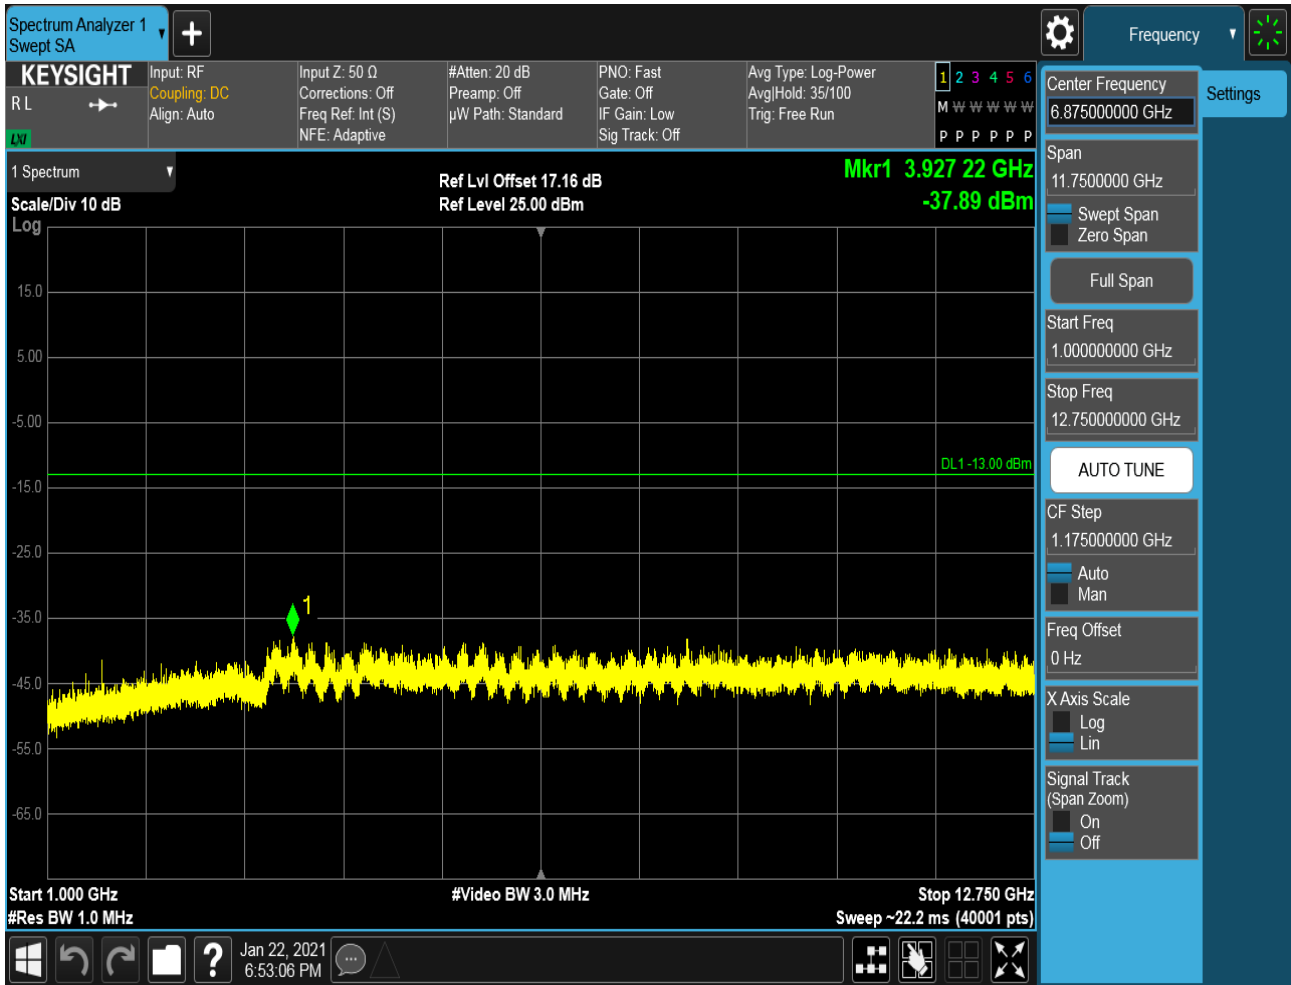 Spectrum Analyzer 1
Swept SA
Frequency
KEYSIGHT
R L
LXI
Input: RF
Coupling: DC
Align: Auto
Input Z: 50 Ω
Corrections: Off
Freq Ref: Int (S)
NFE: Adaptive
#Atten: 20 dB
Preamp: Off
µW Path: Standard
PNO: Fast
Gate: Off
IF Gain: Low
Sig Track: Off
Avg Type: Log-Power
Avg|Hold: 35/100
Trig: Free Run
1 2 3 4 5 6
M W W W W W
P P P P P P
1 Spectrum
Scale/Div 10 dB
Log
Ref Lvl Offset 17.16 dB
Ref Level 25.00 dBm
Mkr1 3.927 22 GHz
-37.89 dBm
15.0
5.00
-5.00
DL1 -13.00 dBm
-15.0
-25.0
1
-35.0
-45.0
-55.0
-65.0
Start 1.000 GHz
#Res BW 1.0 MHz
#Video BW 3.0 MHz
Stop 12.750 GHz
Sweep ~22.2 ms (40001 pts)
Jan 22, 2021
6:53:06 PM
Settings
Center Frequency
6.875000000 GHz
Span
11.7500000 GHz
Swept Span
Zero Span
Full Span
Start Freq
1.000000000 GHz
Stop Freq
12.750000000 GHz
AUTO TUNE
CF Step
1.175000000 GHz
Auto
Man
Freq Offset
0 Hz
X Axis Scale
Log
Lin
Signal Track
(Span Zoom)
On
Off